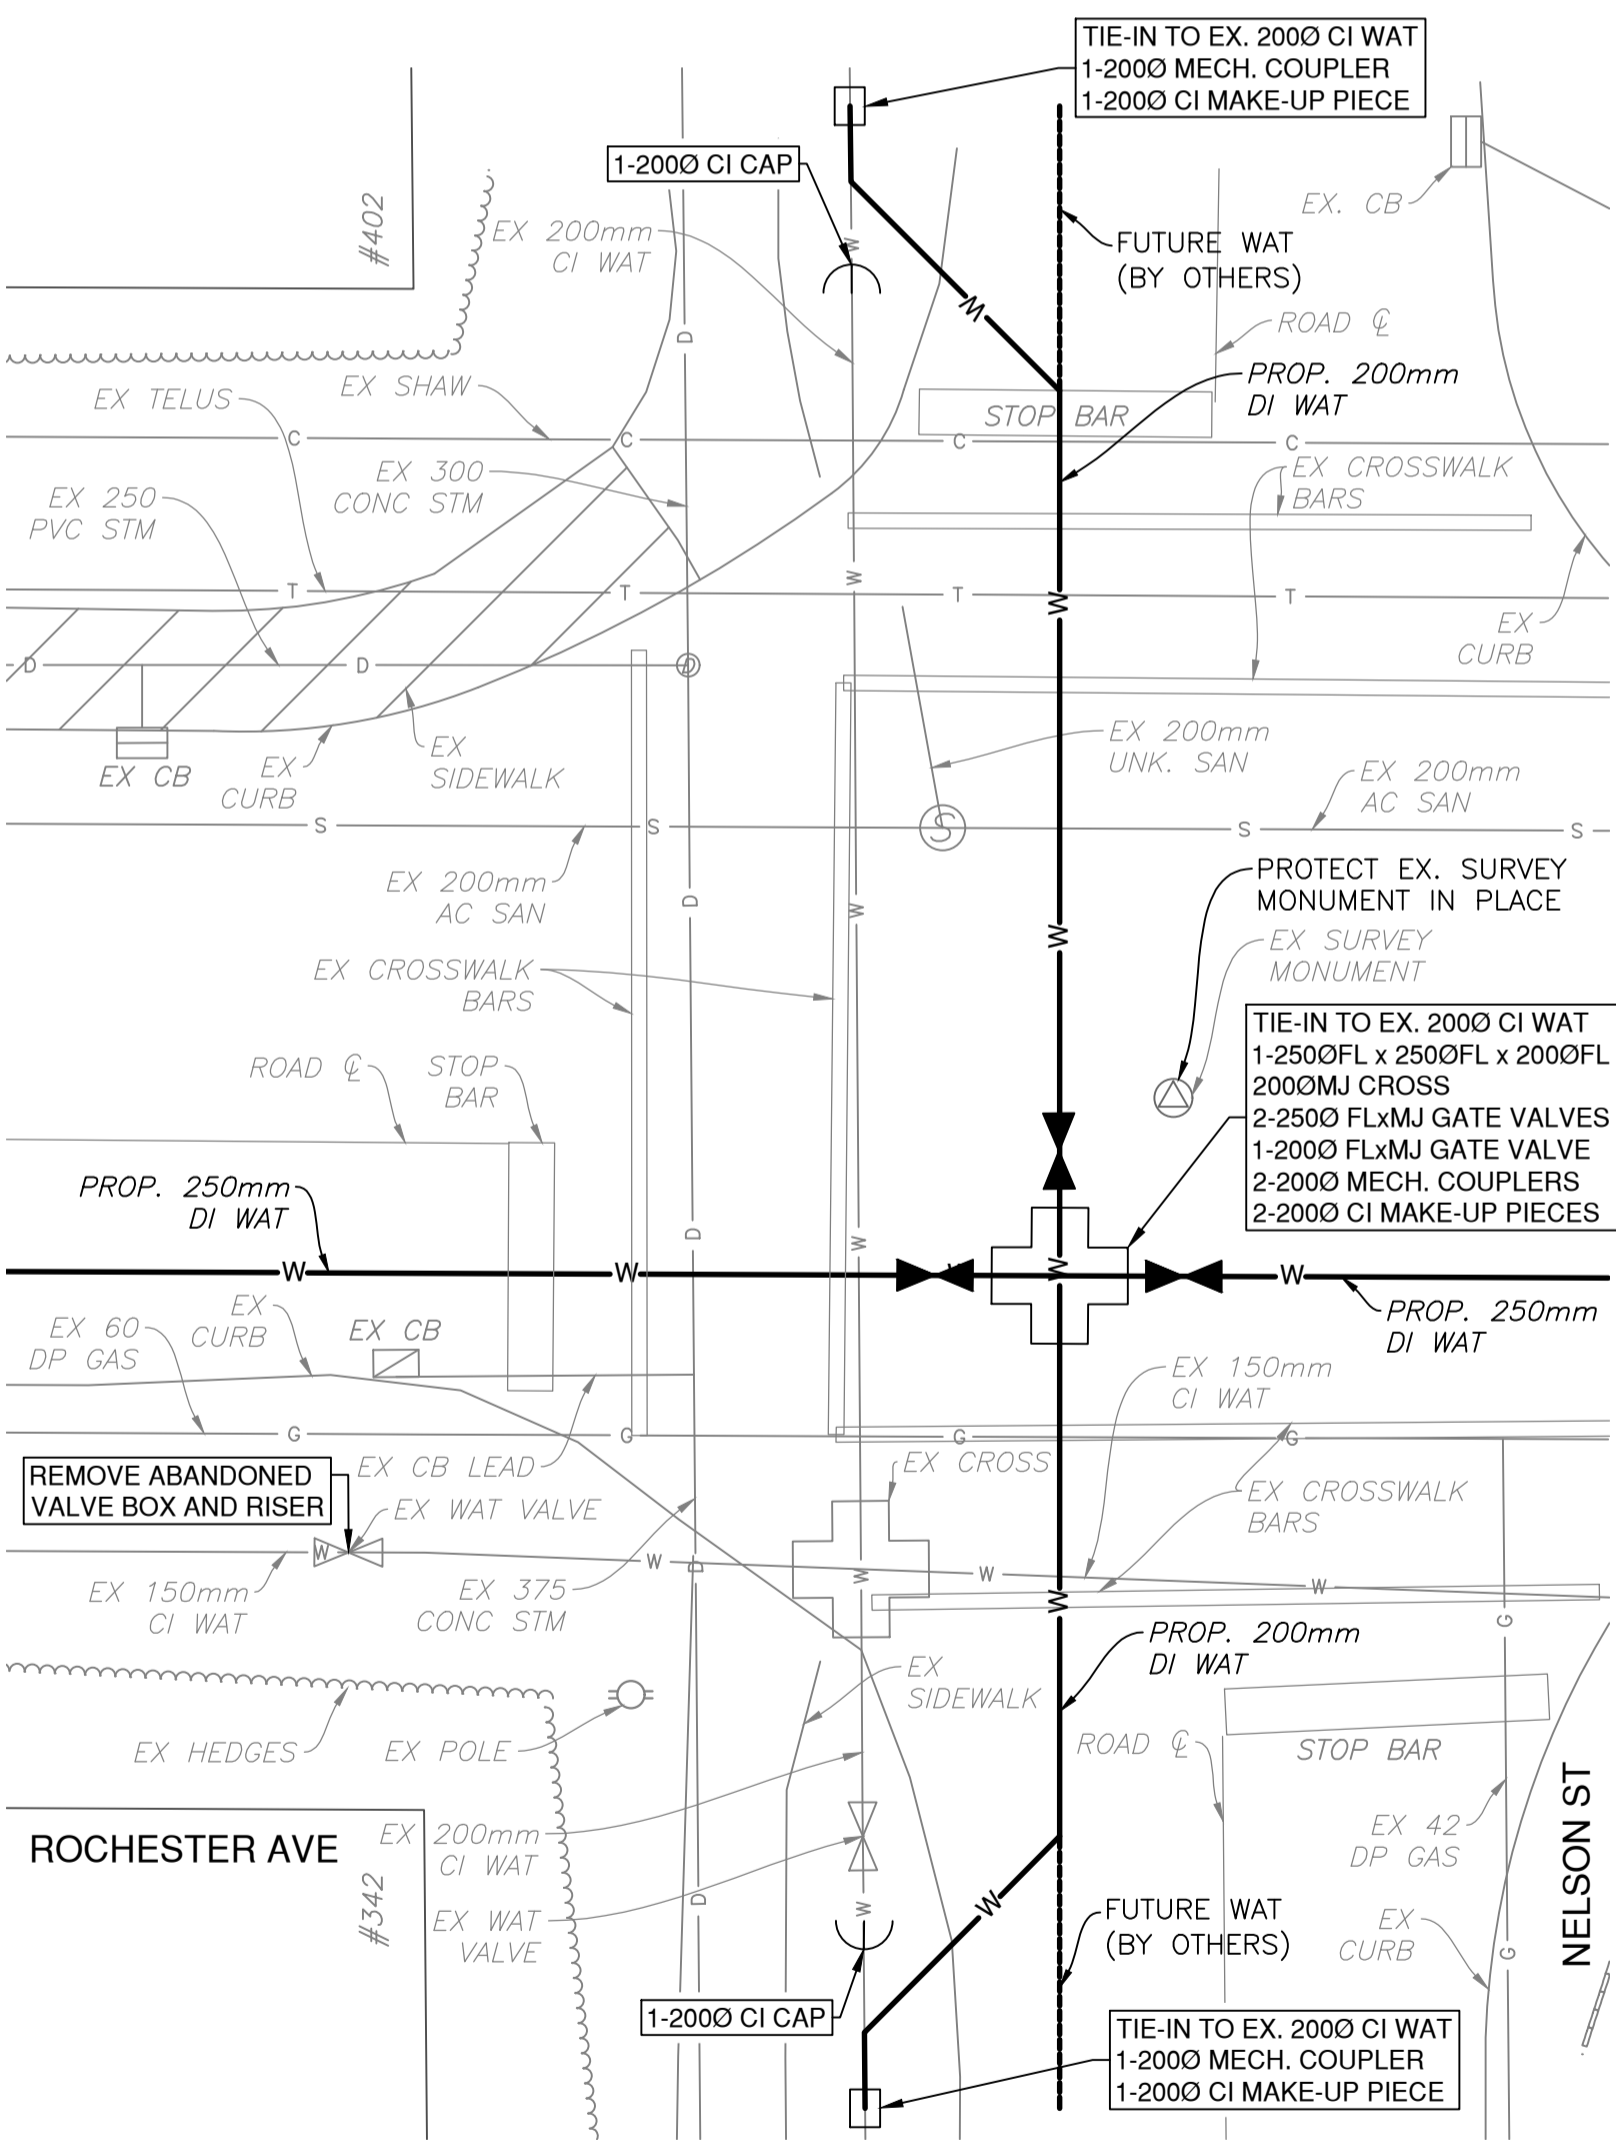 TIE-IN TO EX. 200Ø CI WAT
1-200Ø MECH. COUPLER
1-200Ø CI MAKE-UP PIECE
1-200Ø CI CAP
#402
EX 200mm
CI WAT
W
W
EX. CB
FUTURE WAT
(BY OTHERS)
ROAD ℄
D
PROP. 200mm
DI WAT
STOP BAR
EX TELUS
EX SHAW
C
C
C
C
EX 300
CONC STM
EX 250
PVC STM
EX CROSSWALK
BARS
T
T
T
T
W
W
EX
CURB
D
D
D
EX CB
EX
CURB
EX
SIDEWALK
EX 200mm
UNK. SAN
EX 200mm
AC SAN
S
S
S
S
S
EX 200mm
AC SAN
PROTECT EX. SURVEY
MONUMENT IN PLACE
D
W
W
EX SURVEY
MONUMENT
EX CROSSWALK
BARS
TIE-IN TO EX. 200Ø CI WAT
1-250ØFL x 250ØFL x 200ØFL
200ØMJ CROSS
2-250Ø FLxMJ GATE VALVES
1-200Ø FLxMJ GATE VALVE
2-200Ø MECH. COUPLERS
2-200Ø CI MAKE-UP PIECES
ROAD ℄
STOP
BAR
PROP. 250mm
DI WAT
D
W
W
W
W
W
W
PROP. 250mm
DI WAT
EX
CURB
EX 60
DP GAS
EX CB
EX 150mm
CI WAT
G
G
G
G
REMOVE ABANDONED
VALVE BOX AND RISER
EX CB LEAD
EX CROSS
EX WAT VALVE
EX CROSSWALK
BARS
W
W
D
W
W
W
W
EX 150mm
CI WAT
EX 375
CONC STM
G
PROP. 200mm
DI WAT
EX
SIDEWALK
EX HEDGES
EX POLE
ROAD ℄
STOP BAR
NELSON ST
ROCHESTER AVE
EX 200mm
CI WAT
#342
EX 42
DP GAS
D
W
W
EX WAT
VALVE
FUTURE WAT
(BY OTHERS)
EX
CURB
G
1-200Ø CI CAP
TIE-IN TO EX. 200Ø CI WAT
1-200Ø MECH. COUPLER
1-200Ø CI MAKE-UP PIECE